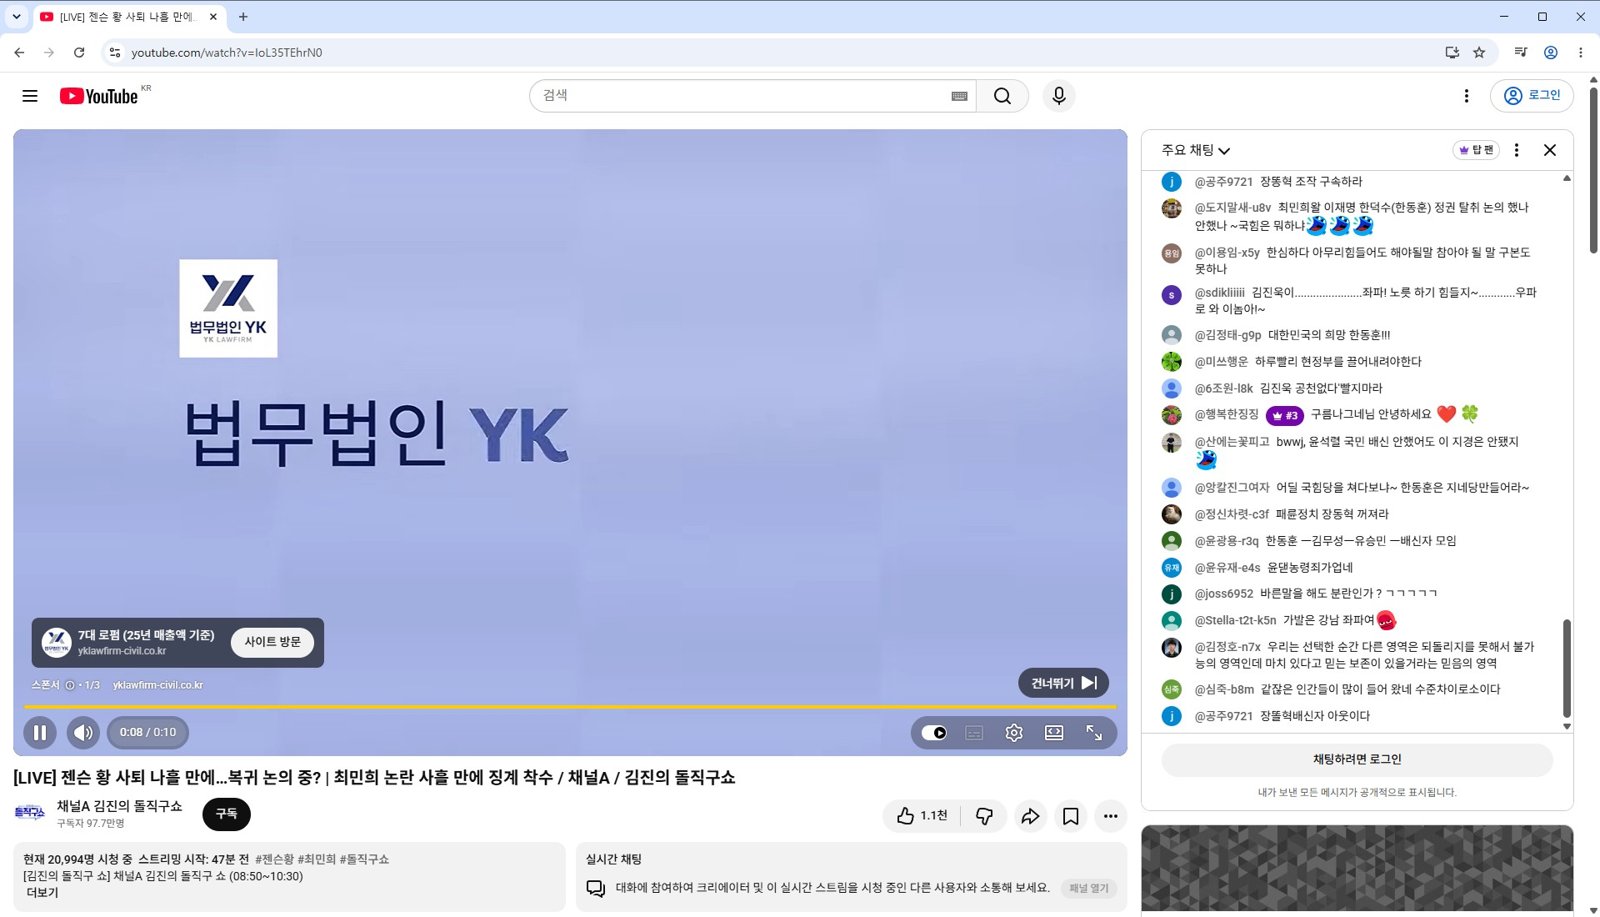 [LIVE] 젠슨 황 사퇴 나흘 만에...
youtube.com/watch?v=IoL35TEhrN0
YouTube KR
검색
로그인
법무법인 YK
YK LAWFIRM
법무법인 YK
7대 로펌 (25년 매출액 기준)
yklawfirm-civil.co.kr
사이트 방문
스폰서 · 1/3 yklawfirm-civil.co.kr
건너뛰기
0:08 / 0:10
[LIVE] 젠슨 황 사퇴 나흘 만에...복귀 논의 중? | 최민희 논란 사흘 만에 징계 착수 / 채널A / 김진의 돌직구쇼
돌직구쇼
채널A 김진의 돌직구쇼
구독자 97.7만명
구독
1.1천
현재 20,994명 시청 중 스트리밍 시작: 47분 전 #젠슨황 #최민희 #돌직구쇼
[김진의 돌직구 쇼] 채널A 김진의 돌직구 쇼 (08:50~10:30)
더보기
실시간 채팅
대화에 참여하여 크리에이터 및 이 실시간 스트림을 시청 중인 다른 사용자와 소통해 보세요.
패널 열기
주요 채팅
탑 팬
@공주9721 장똥혁 조작 구속하라
@도지말새-u8v 최민희왈 이재명 한덕수(한동훈) 정권 탈취 논의 했나
안했나 ~국힘은 뭐하냐
@이용임-x5y 한심하다 아무리힘들어도 해야될말 참아야 될 말 구본도
못하나
@sdikliiiii 김진욱이......................좌파! 노릇 하기 힘들지~............우파
로 와 이놈아!~
@김정태-g9p 대한민국의 희망 한동훈!!!
@미쓰행운 하루빨리 현정부를 끌어내려야한다
@6조원-l8k 김진욱 공천없다'빨지마라
@행복한징징 #3 구름나그네님 안녕하세요
@산에는꽃피고 bwwj, 윤석렬 국민 배신 안했어도 이 지경은 안됐지
@앙칼진그여자 어딜 국힘당을 쳐다보냐~ 한동훈은 지네당만들어라~
@정신차렷-c3f 패륜정치 장동혁 꺼져라
@윤광용-r3q 한동훈 ㅡ김무성ㅡ유승민 ㅡ배신자 모임
@윤유재-e4s 윤댇농령죄가업네
@joss6952 바른말을 해도 분란인가 ? ㄱㄱㄱㄱㄱ
@Stella-t2t-k5n 가발은 강남 좌파여
@김정호-n7x 우리는 선택한 순간 다른 영역은 되돌리지를 못해서 불가
능의 영역인데 마치 있다고 믿는 보존이 있을거라는 믿음의 영역
@심죽-b8m 같잖은 인간들이 많이 들어 왔네 수준차이로소이다
@공주9721 장똘혁배신자 아웃이다
채팅하려면 로그인
내가 보낸 모든 메시지가 공개적으로 표시됩니다.